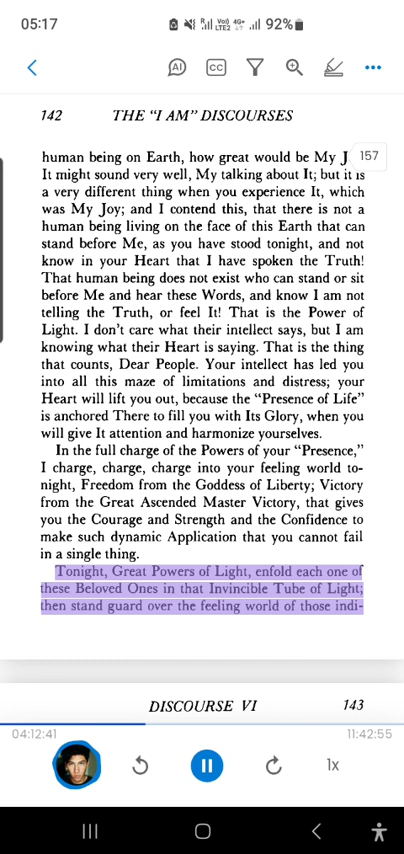 05:17
92%
AI
CC
142 THE “I AM” DISCOURSES
157
human being on Earth, how great would be My J
It might sound very well, My talking about It; but it is
a very different thing when you experience It, which
was My Joy; and I contend this, that there is not a
human being living on the face of this Earth that can
stand before Me, as you have stood tonight, and not
know in your Heart that I have spoken the Truth!
That human being does not exist who can stand or sit
before Me and hear these Words, and know I am not
telling the Truth, or feel It! That is the Power of
Light. I don’t care what their intellect says, but I am
knowing what their Heart is saying. That is the thing
that counts, Dear People. Your intellect has led you
into all this maze of limitations and distress; your
Heart will lift you out, because the “Presence of Life”
is anchored There to fill you with Its Glory, when you
will give It attention and harmonize yourselves.
In the full charge of the Powers of your “Presence,”
I charge, charge, charge into your feeling world to-
night, Freedom from the Goddess of Liberty; Victory
from the Great Ascended Master Victory, that gives
you the Courage and Strength and the Confidence to
make such dynamic Application that you cannot fail
in a single thing.
Tonight, Great Powers of Light, enfold each one of
these Beloved Ones in that Invincible Tube of Light;
then stand guard over the feeling world of those indi-
DISCOURSE VI 143
04:12:41 11:42:55
1x